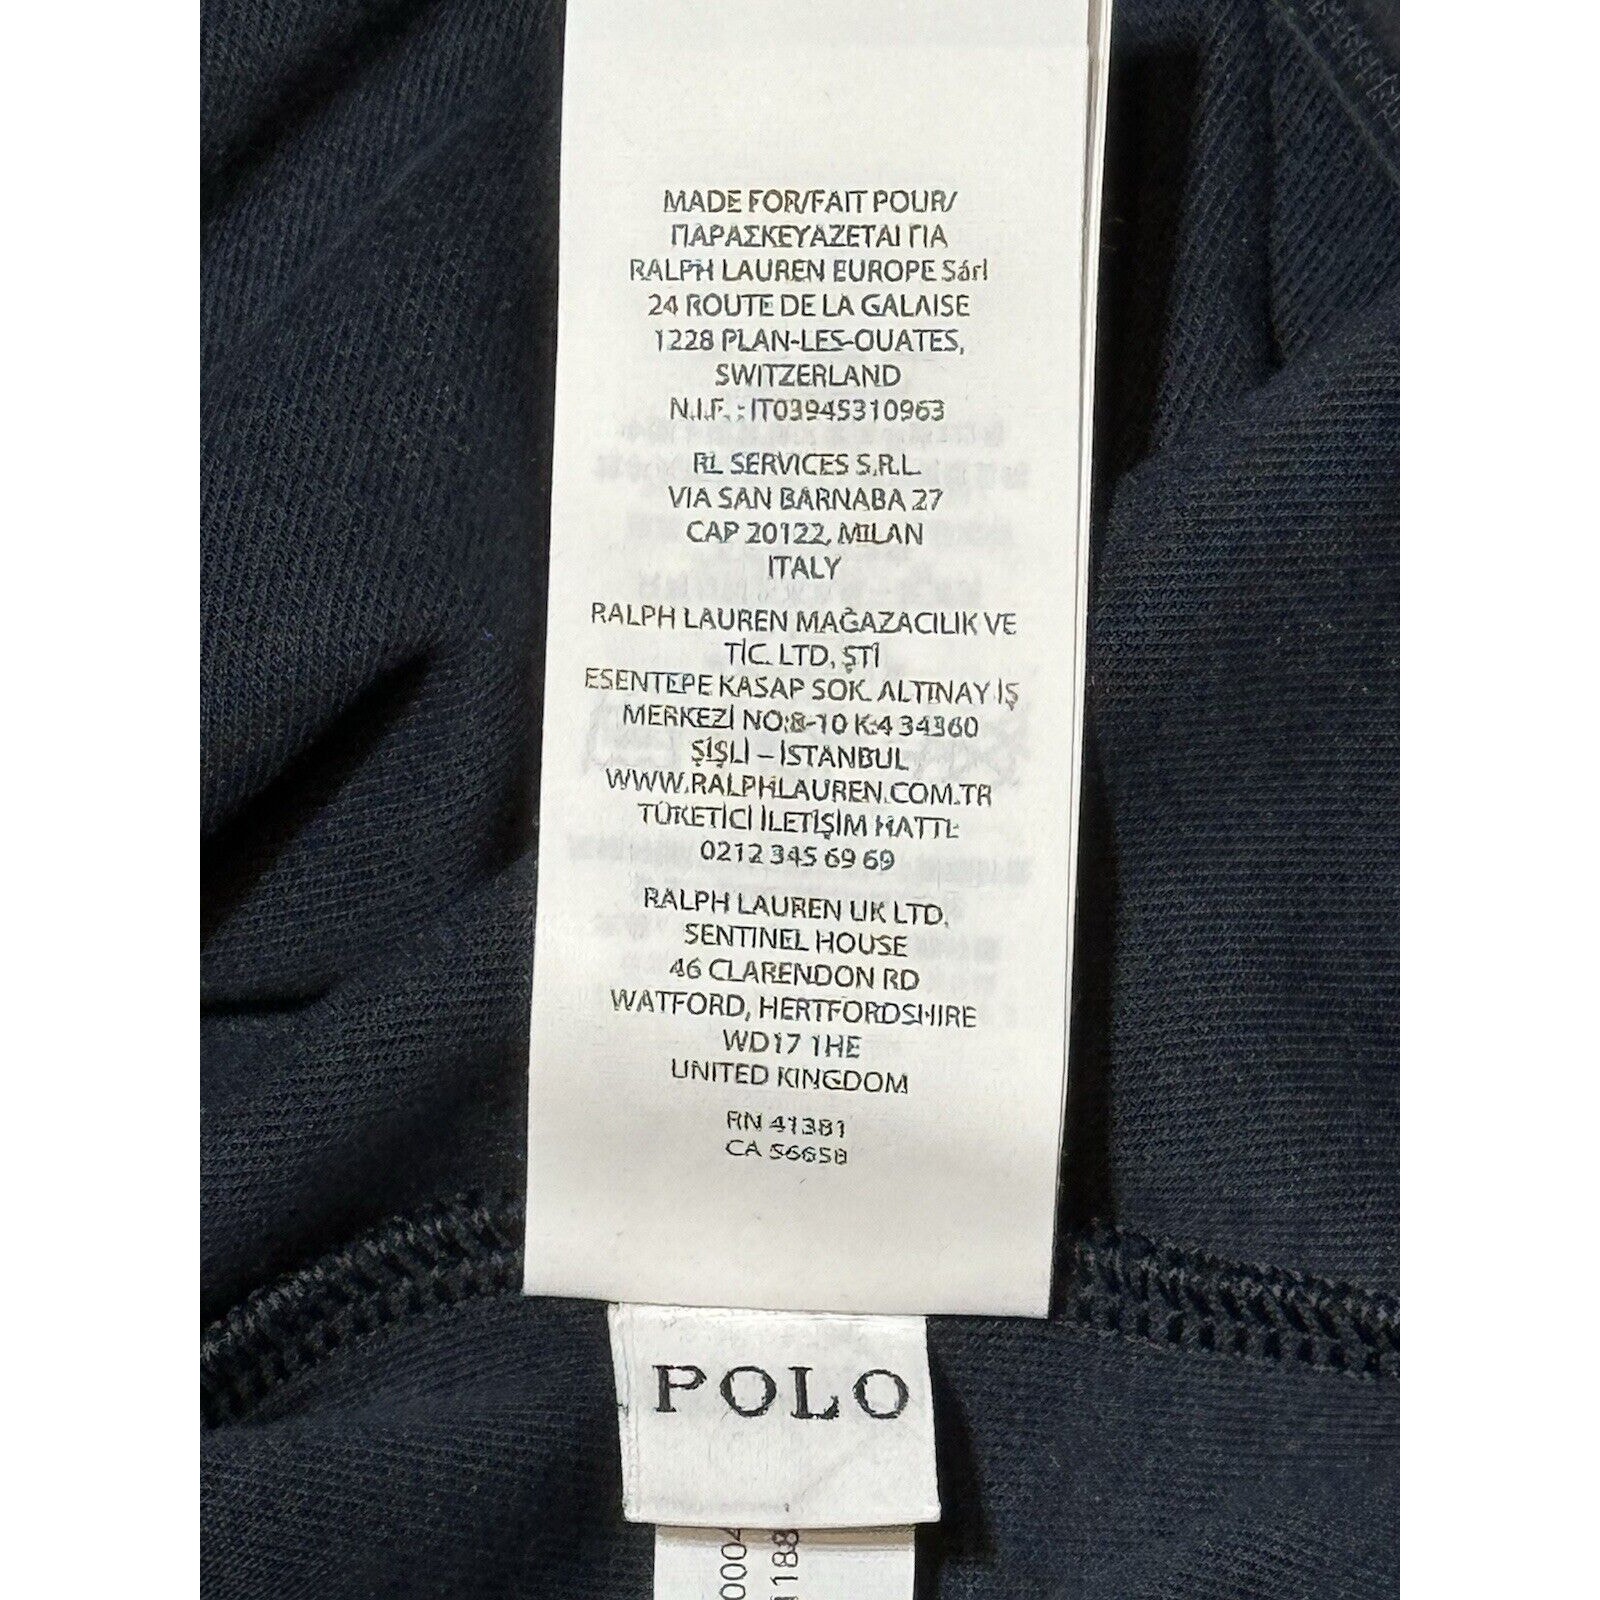 MADE FOR/FAIT POUR/
ΠΑΡΑΣΚΕΥΑΖΕΤΑΙ ΓΙΑ
RALPH LAUREN EUROPE Sárl
24 ROUTE DE LA GALAISE
1228 PLAN-LES-OUATES,
SWITZERLAND
N.I.F. : IT03945310963
RL SERVICES S.R.L.
VIA SAN BARNABA 27
CAP 20122, MILAN
ITALY
RALPH LAUREN MAĞAZACILIK VE
TİC. LTD. ŞTİ
ESENTEPE KASAP SOK. ALTINAY İŞ
MERKEZİ NO:8-10 K:4 34360
ŞİŞLİ – İSTANBUL
WWW.RALPHLAUREN.COM.TR
TÜKETİCİ İLETİŞİM HATTI:
0212 345 69 69
RALPH LAUREN UK LTD.
SENTINEL HOUSE
46 CLARENDON RD
WATFORD, HERTFORDSHIRE
WD17 1HE
UNITED KINGDOM
RN 41381
CA 56658
POLO